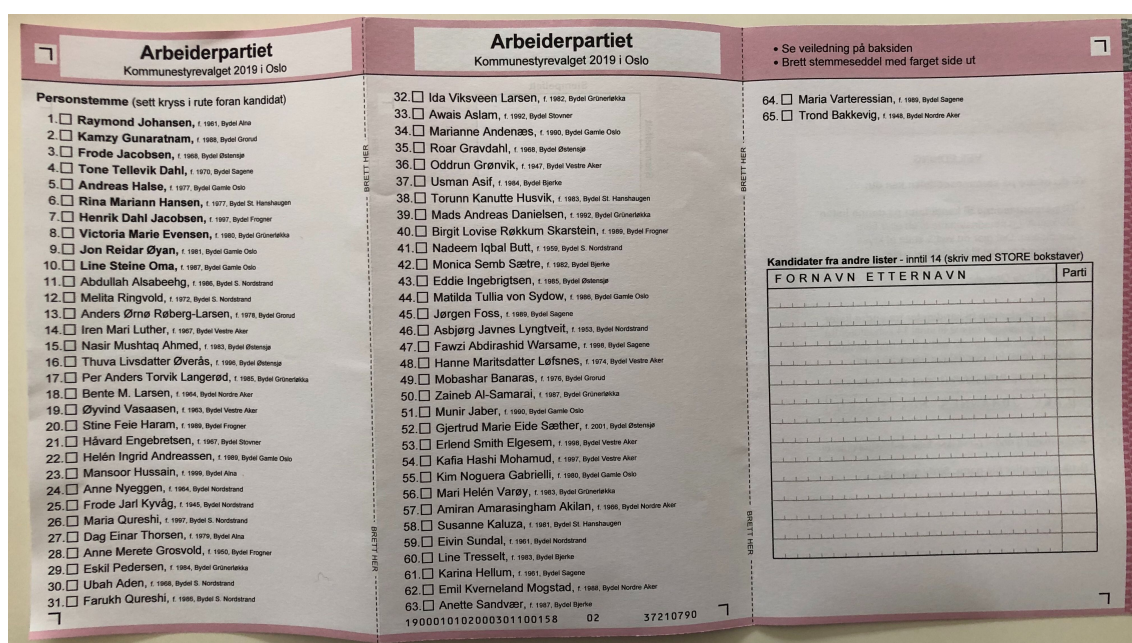 Arbeiderpartiet
Kommunestyrevalget 2019 i Oslo
Personstemme (sett kryss i rute foran kandidat)
1. Raymond Johansen, f. 1961, Bydel Alna
2. Kamzy Gunaratnam, f. 1988, Bydel Grorud
3. Frode Jacobsen, f. 1968, Bydel Østensjø
4. Tone Tellevik Dahl, f. 1970, Bydel Sagene
5. Andreas Halse, f. 1977, Bydel Gamle Oslo
6. Rina Mariann Hansen, f. 1977, Bydel St. Hanshaugen
7. Henrik Dahl Jacobsen, f. 1997, Bydel Frogner
8. Victoria Marie Evensen, f. 1980, Bydel Grünerløkka
9. Jon Reidar Øyan, f. 1981, Bydel Gamle Oslo
10. Line Steine Oma, f. 1987, Bydel Gamle Oslo
11. Abdullah Alsabeehg, f. 1986, Bydel S. Nordstrand
12. Melita Ringvold, f. 1972, Bydel S. Nordstrand
13. Anders Ørnø Røberg-Larsen, f. 1978, Bydel Grorud
14. Iren Mari Luther, f. 1967, Bydel Vestre Aker
15. Nasir Mushtaq Ahmed, f. 1983, Bydel Østensjø
16. Thuva Livsdatter Øverås, f. 1996, Bydel Østensjø
17. Per Anders Torvik Langerød, f. 1985, Bydel Grünerløkka
18. Bente M. Larsen, f. 1964, Bydel Nordre Aker
19. Øyvind Vasaasen, f. 1963, Bydel Vestre Aker
20. Stine Feie Haram, f. 1989, Bydel Frogner
21. Håvard Engebretsen, f. 1967, Bydel Stovner
22. Helén Ingrid Andreassen, f. 1989, Bydel Gamle Oslo
23. Mansoor Hussain, f. 1999, Bydel Alna
24. Anne Nyeggen, f. 1964, Bydel Nordstrand
25. Frode Jarl Kyvåg, f. 1945, Bydel Nordstrand
26. Maria Qureshi, f. 1997, Bydel S. Nordstrand
27. Dag Einar Thorsen, f. 1979, Bydel Alna
28. Anne Merete Grosvold, f. 1950, Bydel Frogner
29. Eskil Pedersen, f. 1984, Bydel Grünerløkka
30. Ubah Aden, f. 1968, Bydel S. Nordstrand
31. Farukh Qureshi, f. 1986, Bydel S. Nordstrand
BRETT HER
BRETT HER
Arbeiderpartiet
Kommunestyrevalget 2019 i Oslo
32. Ida Viksveen Larsen, f. 1982, Bydel Grünerløkka
33. Awais Aslam, f. 1992, Bydel Stovner
34. Marianne Andenæs, f. 1990, Bydel Gamle Oslo
35. Roar Gravdahl, f. 1968, Bydel Østensjø
36. Oddrun Grønvik, f. 1947, Bydel Vestre Aker
37. Usman Asif, f. 1984, Bydel Bjerke
38. Torunn Kanutte Husvik, f. 1983, Bydel St. Hanshaugen
39. Mads Andreas Danielsen, f. 1992, Bydel Grünerløkka
40. Birgit Lovise Røkkum Skarstein, f. 1989, Bydel Frogner
41. Nadeem Iqbal Butt, f. 1959, Bydel S. Nordstrand
42. Monica Semb Sætre, f. 1982, Bydel Bjerke
43. Eddie Ingebrigtsen, f. 1985, Bydel Østensjø
44. Matilda Tullia von Sydow, f. 1986, Bydel Gamle Oslo
45. Jørgen Foss, f. 1989, Bydel Sagene
46. Asbjørg Javnes Lyngtveit, f. 1953, Bydel Nordstrand
47. Fawzi Abdirashid Warsame, f. 1998, Bydel Sagene
48. Hanne Maritsdatter Løfsnes, f. 1974, Bydel Vestre Aker
49. Mobashar Banaras, f. 1976, Bydel Grorud
50. Zaineb Al-Samarai, f. 1987, Bydel Grünerløkka
51. Munir Jaber, f. 1990, Bydel Gamle Oslo
52. Gjertrud Marie Eide Sæther, f. 2001, Bydel Østensjø
53. Erlend Smith Elgesem, f. 1998, Bydel Vestre Aker
54. Kafia Hashi Mohamud, f. 1997, Bydel Vestre Aker
55. Kim Noguera Gabrielli, f. 1980, Bydel Gamle Oslo
56. Mari Helén Varøy, f. 1983, Bydel Grünerløkka
57. Amiran Amarasingham Akilan, f. 1966, Bydel Nordre Aker
58. Susanne Kaluza, f. 1981, Bydel St. Hanshaugen
59. Eivin Sundal, f. 1961, Bydel Nordstrand
60. Line Tresselt, f. 1983, Bydel Bjerke
61. Karina Hellum, f. 1961, Bydel Sagene
62. Emil Kverneland Mogstad, f. 1988, Bydel Nordre Aker
63. Anette Sandvær, f. 1987, Bydel Bjerke
1900010102000301100158 02 37210790
BRETT HER
BRETT HER
• Se veiledning på baksiden
• Brett stemmeseddel med farget side ut
64. Maria Varteressian, f. 1989, Bydel Sagene
65. Trond Bakkevig, f. 1948, Bydel Nordre Aker
Kandidater fra andre lister - inntil 14 (skriv med STORE bokstaver)
FORNAVN ETTERNAVN Parti